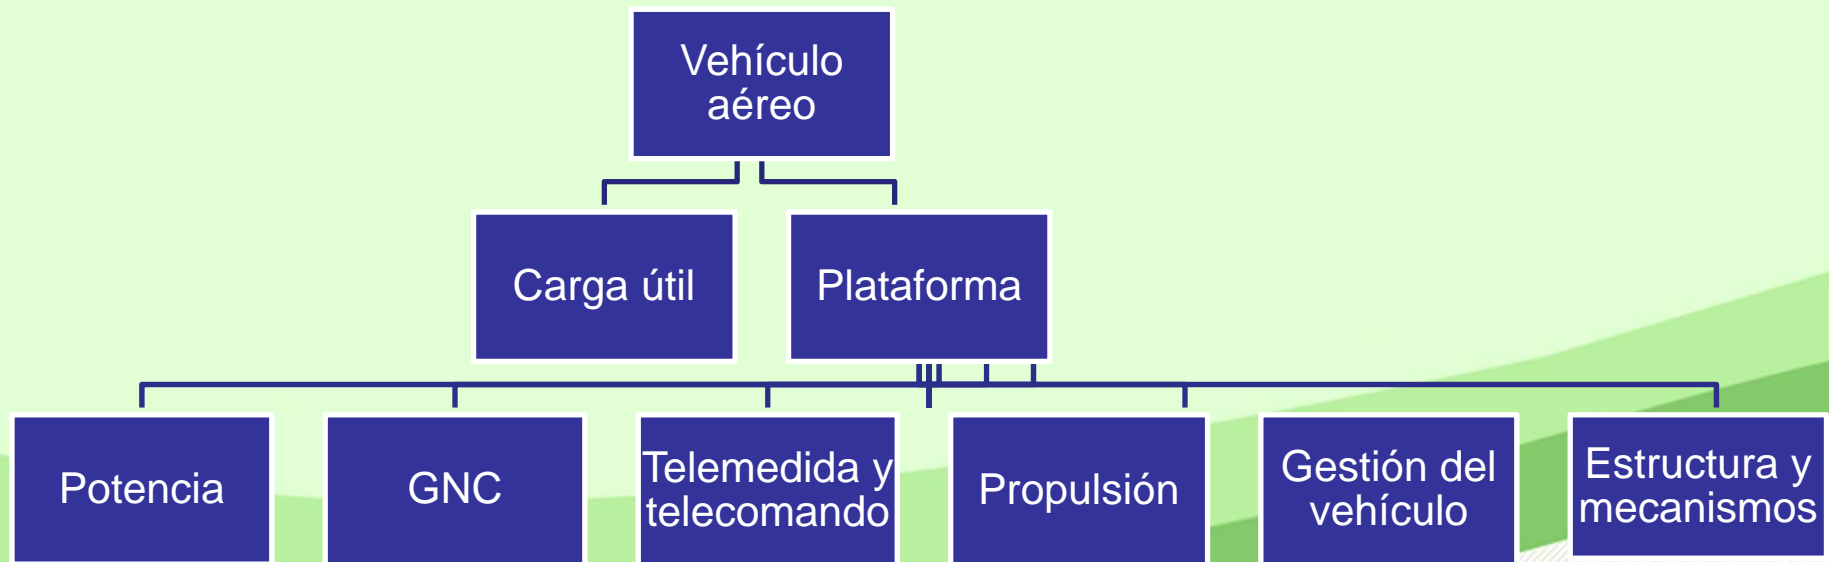 Vehículo
aéreo
Carga útil
Plataforma
Potencia
GNC
Telemedida y
telecomando
Propulsión
Gestión del
vehículo
Estructura y
mecanismos